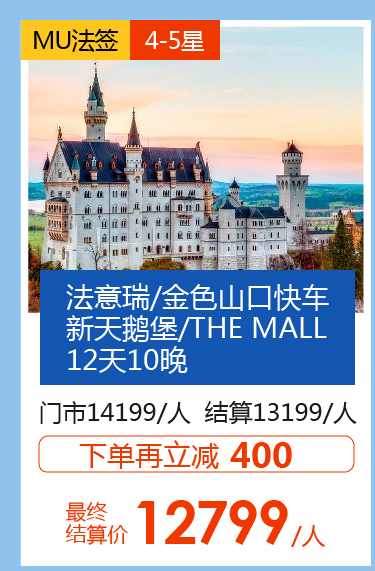 MU法签 4-5星
法意瑞/金色山口快车
新天鹅堡/THE MALL
12天10晚
门市14199/人 结算13199/人
下单再立减 400
最终
结算价 12799/人